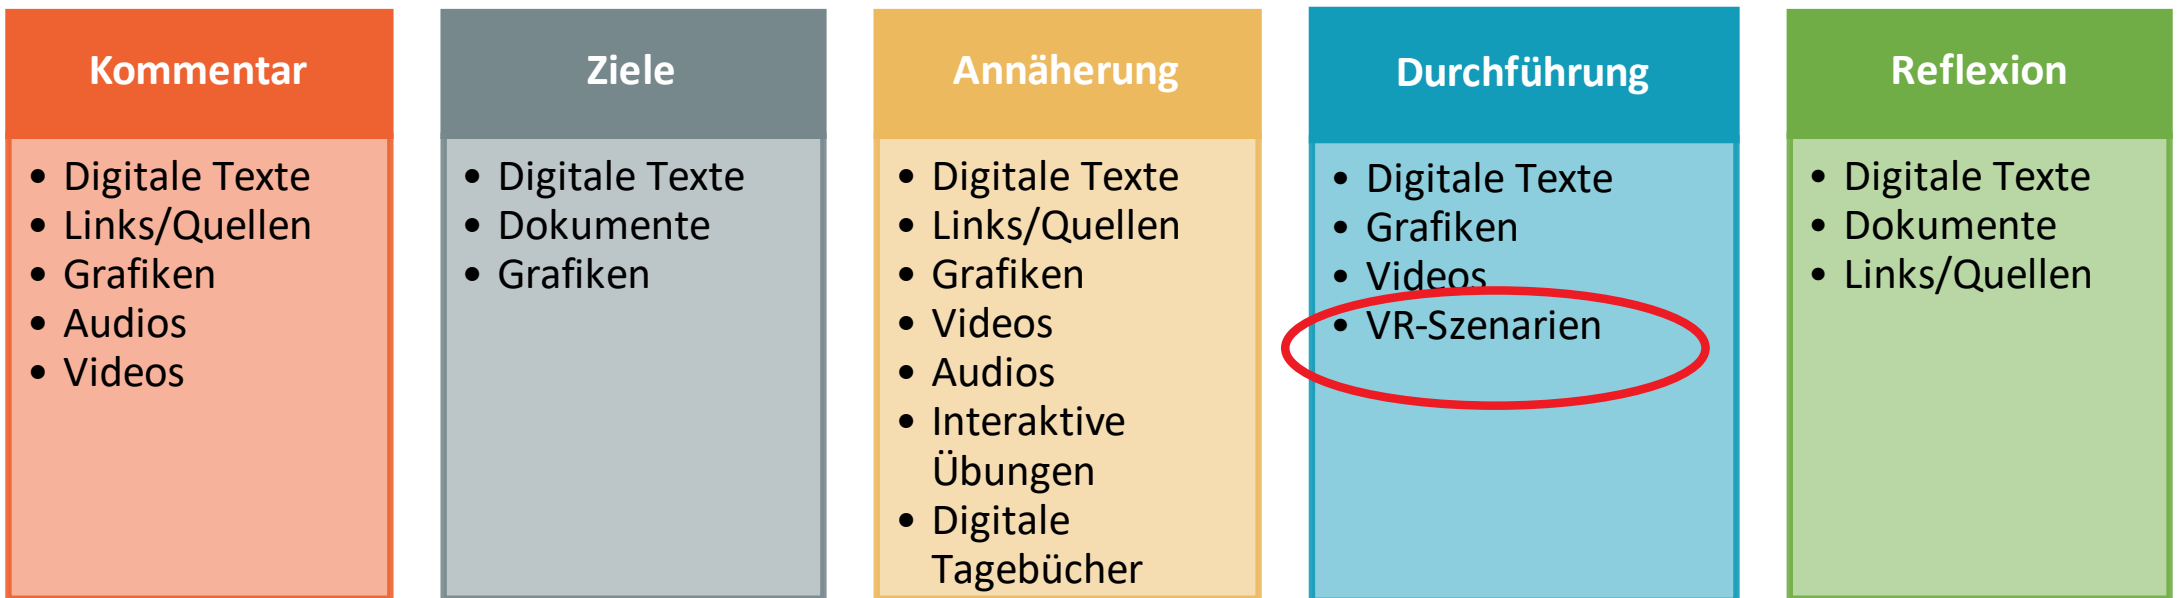 Kommentar
• Digitale Texte
• Links/Quellen
• Grafiken
• Audios
• Videos
Ziele
• Digitale Texte
• Dokumente
• Grafiken
Annäherung
• Digitale Texte
• Links/Quellen
• Grafiken
• Videos
• Audios
• Interaktive
Übungen
• Digitale
Tagebücher
Durchführung
• Digitale Texte
• Grafiken
• Videos
• VR-Szenarien
Reflexion
• Digitale Texte
• Dokumente
• Links/Quellen